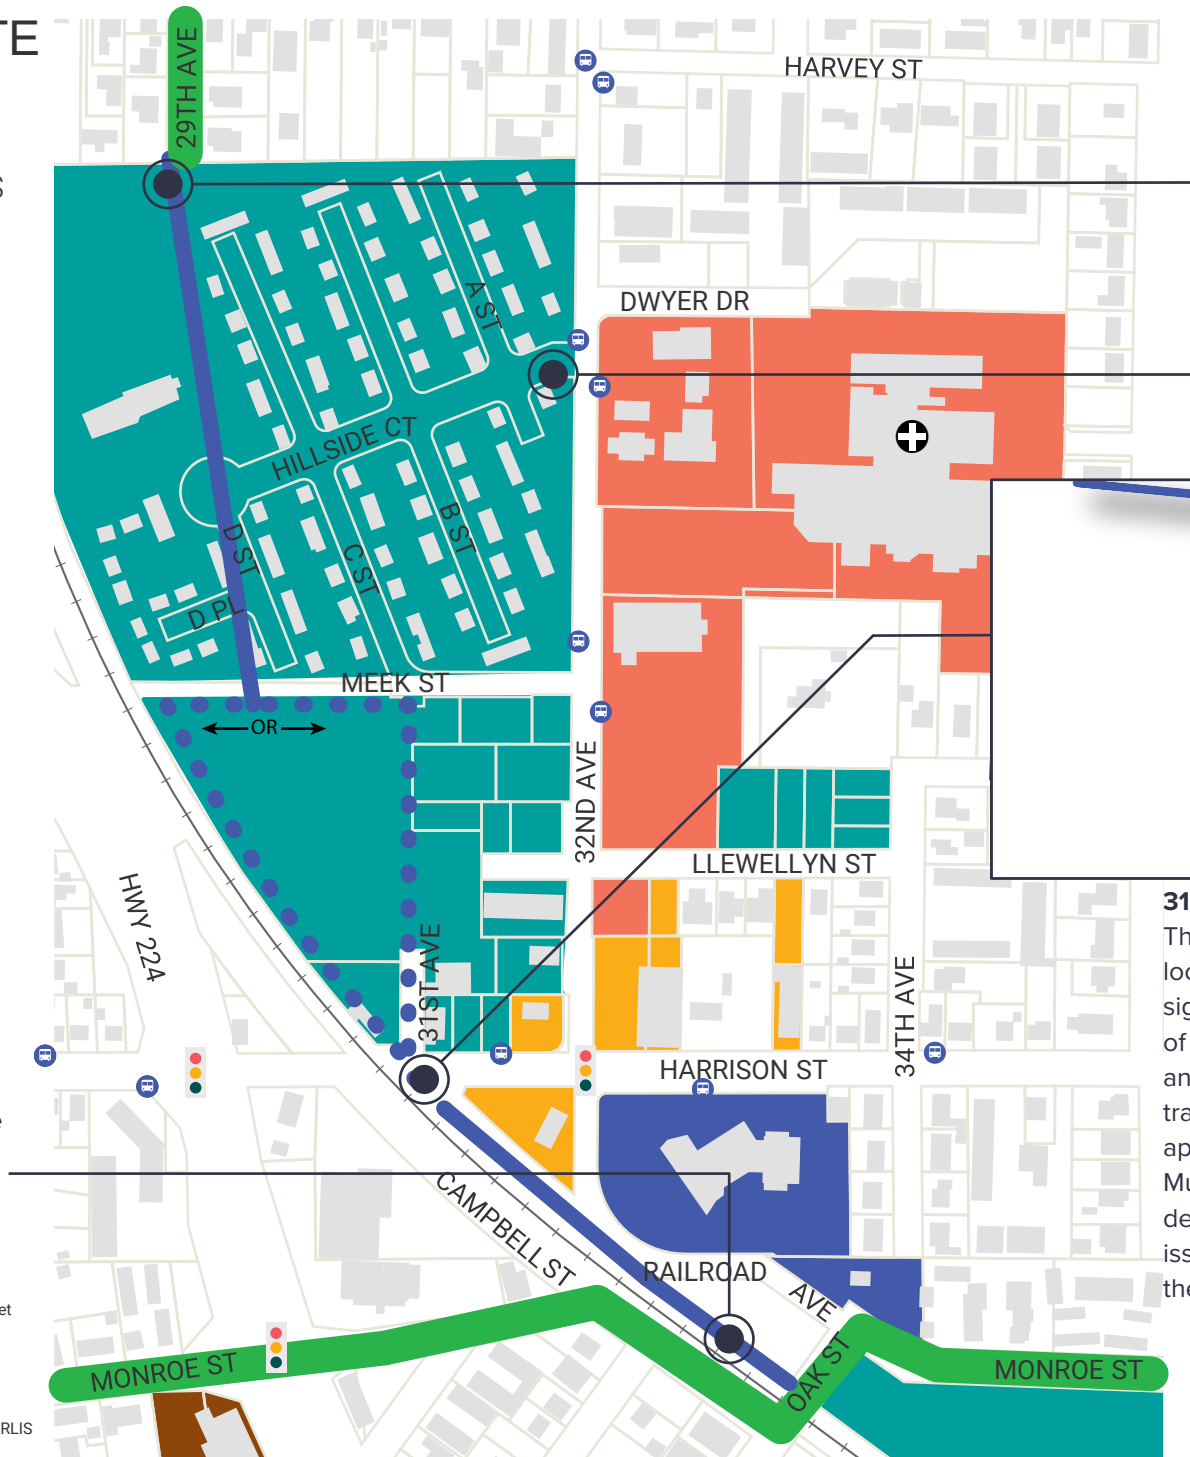 TE
29TH AVE
HARVEY ST
S
DWYER DR
A ST
HILLSIDE CT
B ST
D ST
C ST
D PL
MEEK ST
OR
32ND AVE
LLEWELLYN ST
HWY 224
31ST AVE
34TH AVE
31
Th
loc
sig
of
an
tra
ap
Mu
de
iss
the
HARRISON ST
e
CAMPBELL ST
RAILROAD AVE
et
OAK ST
MONROE ST
MONROE ST
RLIS